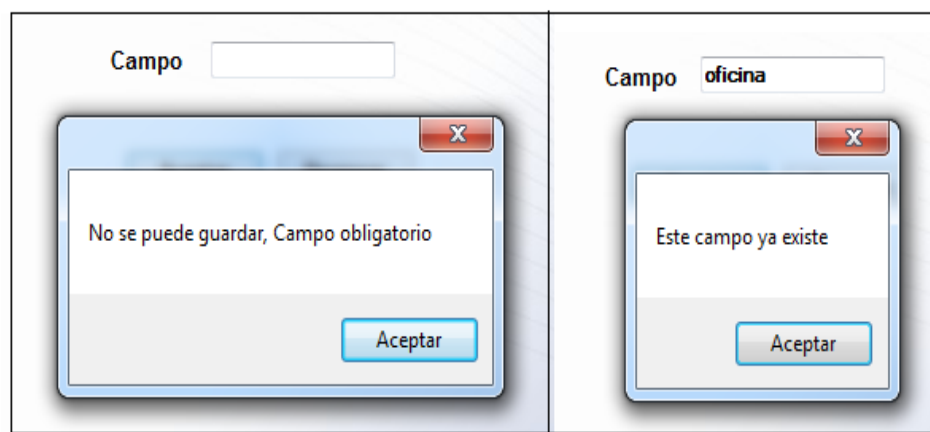 Campo
No se puede guardar, Campo obligatorio
Aceptar
Campo oficina
Este campo ya existe
Aceptar